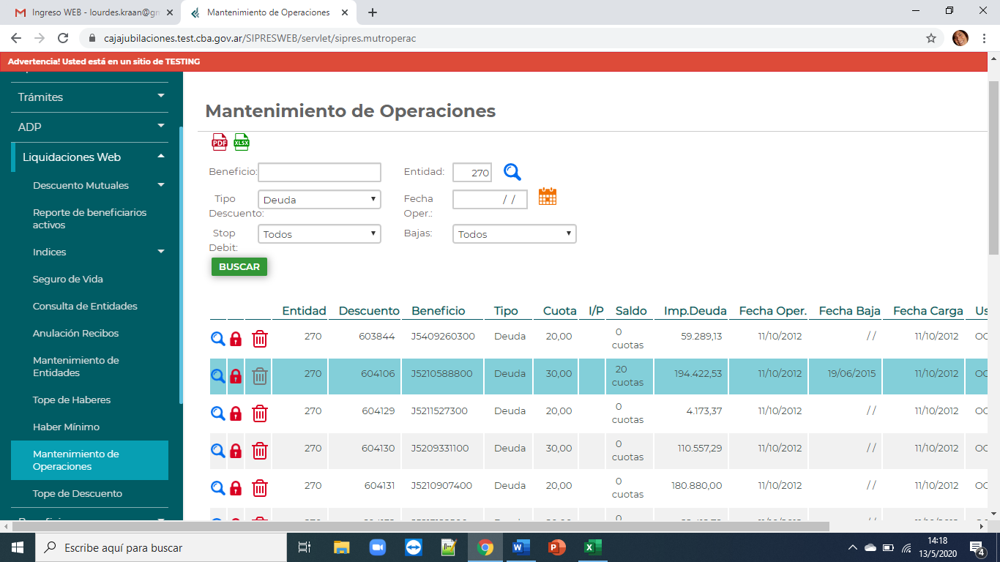 Ingreso WEB - lourdes.kraan@gm
Mantenimiento de Operaciones
cajajubilaciones.test.cba.gov.ar/SIPRESWEB/servlet/sipres.mutroperac
Advertencia! Usted está en un sitio de TESTING
Trámites
ADP
Liquidaciones Web
Descuento Mutuales
Reporte de beneficiarios
activos
Indices
Seguro de Vida
Consulta de Entidades
Anulación Recibos
Mantenimiento de
Entidades
Tope de Haberes
Haber Mínimo
Mantenimiento de
Operaciones
Tope de Descuento
Mantenimiento de Operaciones
PDF XLSX
Beneficio: Entidad: 270
Tipo
Descuento: Deuda Fecha
Oper.: / /
Stop
Debit: Todos Bajas: Todos
BUSCAR
Entidad Descuento Beneficio Tipo Cuota I/P Saldo Imp.Deuda Fecha Oper. Fecha Baja Fecha Carga Us
270 603844 J5409260300 Deuda 20,00 0 cuotas 59.289,13 11/10/2012 / / 11/10/2012 OC
270 604106 J5210588800 Deuda 30,00 20 cuotas 194.422,53 11/10/2012 19/06/2015 11/10/2012 OC
270 604129 J5211527300 Deuda 20,00 0 cuotas 4.173,37 11/10/2012 / / 11/10/2012 OC
270 604130 J5209331100 Deuda 30,00 0 cuotas 110.557,29 11/10/2012 / / 11/10/2012 OC
270 604131 J5210907400 Deuda 20,00 0 cuotas 180.880,00 11/10/2012 / / 11/10/2012 OC
Escribe aquí para buscar
14:18
13/5/2020
4